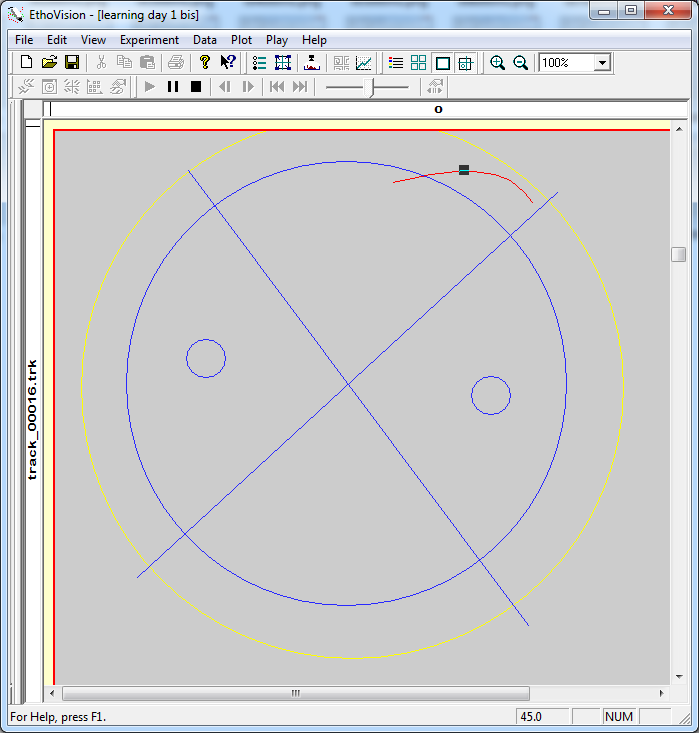 EthoVision - [learning day 1 bis]
File Edit View Experiment Data Plot Play Help
100%
0
track_00016.trk
For Help, press F1.
45.0
NUM